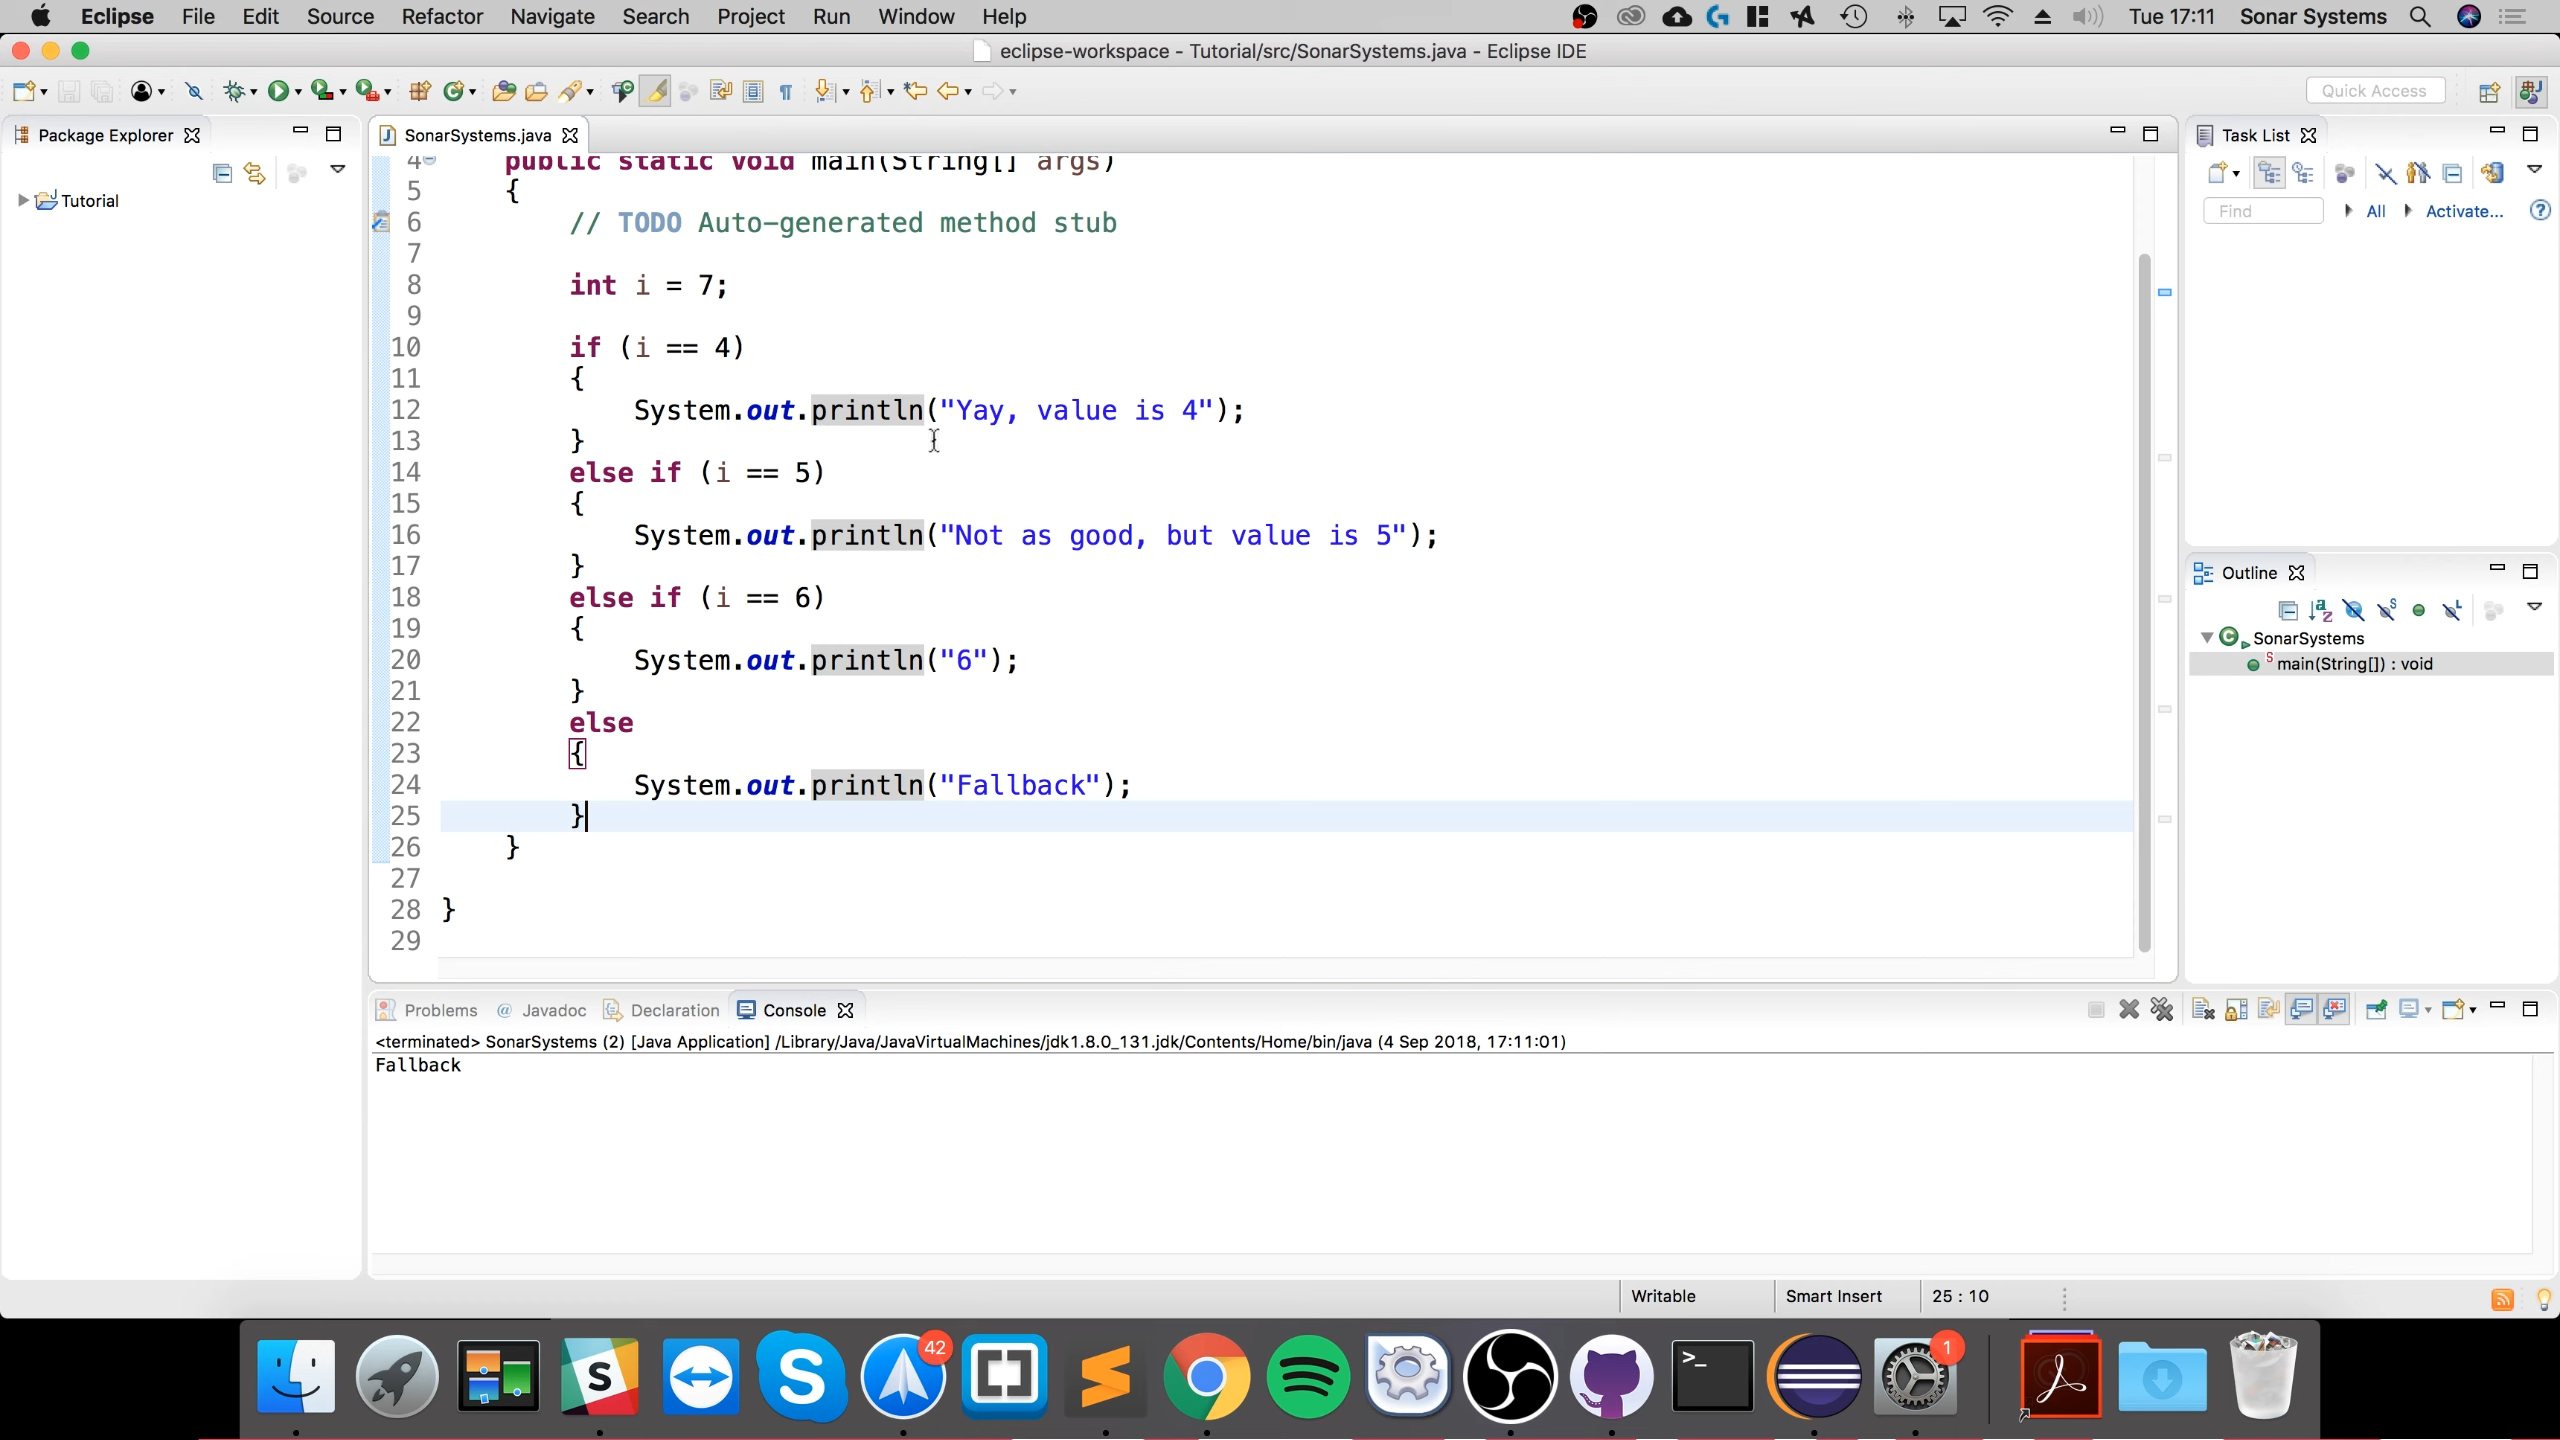 Eclipse File Edit Source Refactor Navigate Search Project Run Window Help Tue 17:11 Sonar Systems
eclipse-workspace - Tutorial/src/SonarSystems.java - Eclipse IDE
Quick Access
Package Explorer
Tutorial
SonarSystems.java
4 public static void main(String[] args)
5 {
6 // TODO Auto-generated method stub
7
8 int i = 7;
9
10 if (i == 4)
11 {
12 System.out.println("Yay, value is 4");
13 }
14 else if (i == 5)
15 {
16 System.out.println("Not as good, but value is 5");
17 }
18 else if (i == 6)
19 {
20 System.out.println("6");
21 }
22 else
23 {
24 System.out.println("Fallback");
25 }
26 }
27
28 }
29
Task List
Find All Activate...
Outline
SonarSystems
main(String[]) : void
Problems @ Javadoc Declaration Console
<terminated> SonarSystems (2) [Java Application] /Library/Java/JavaVirtualMachines/jdk1.8.0_131.jdk/Contents/Home/bin/java (4 Sep 2018, 17:11:01)
Fallback
Writable Smart Insert 25 : 10
42
1